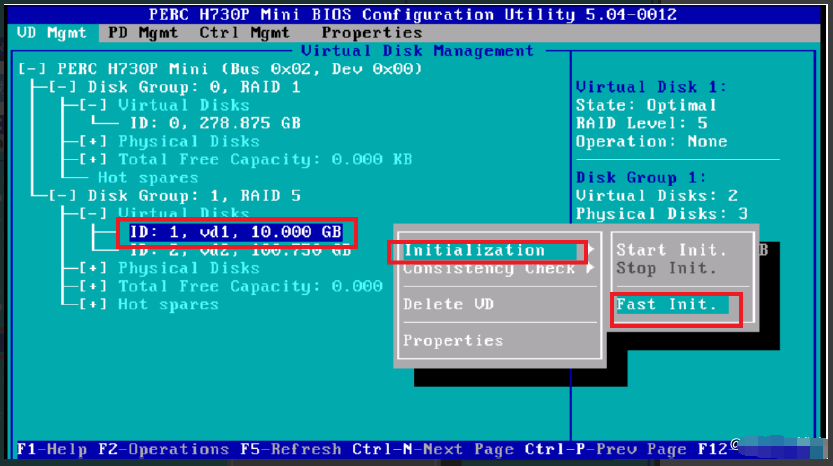 PERC H730P Mini BIOS Configuration Utility 5.04-0012
VD Mgmt PD Mgmt Ctrl Mgmt Properties
Virtual Disk Management
[-] PERC H730P Mini (Bus 0x02, Dev 0x00)
[-] Disk Group: 0, RAID 1
[-] Virtual Disks
ID: 0, 278.875 GB
[+] Physical Disks
[+] Total Free Capacity: 0.000 KB
Hot spares
[-] Disk Group: 1, RAID 5
[-] Virtual Disks
ID: 1, vd1, 10.000 GB
ID: 2, vd2, 100.750 GB
[+] Physical Disks
[+] Total Free Capacity: 0.000
[+] Hot spares
Virtual Disk 1:
State: Optimal
RAID Level: 5
Operation: None
Disk Group 1:
Virtual Disks: 2
Physical Disks: 3
B
Initialization
Consistency Check
Delete VD
Properties
Start Init.
Stop Init.
Fast Init.
F1-Help F2-Operations F5-Refresh Ctrl-N-Next Page Ctrl-P-Prev Page F12